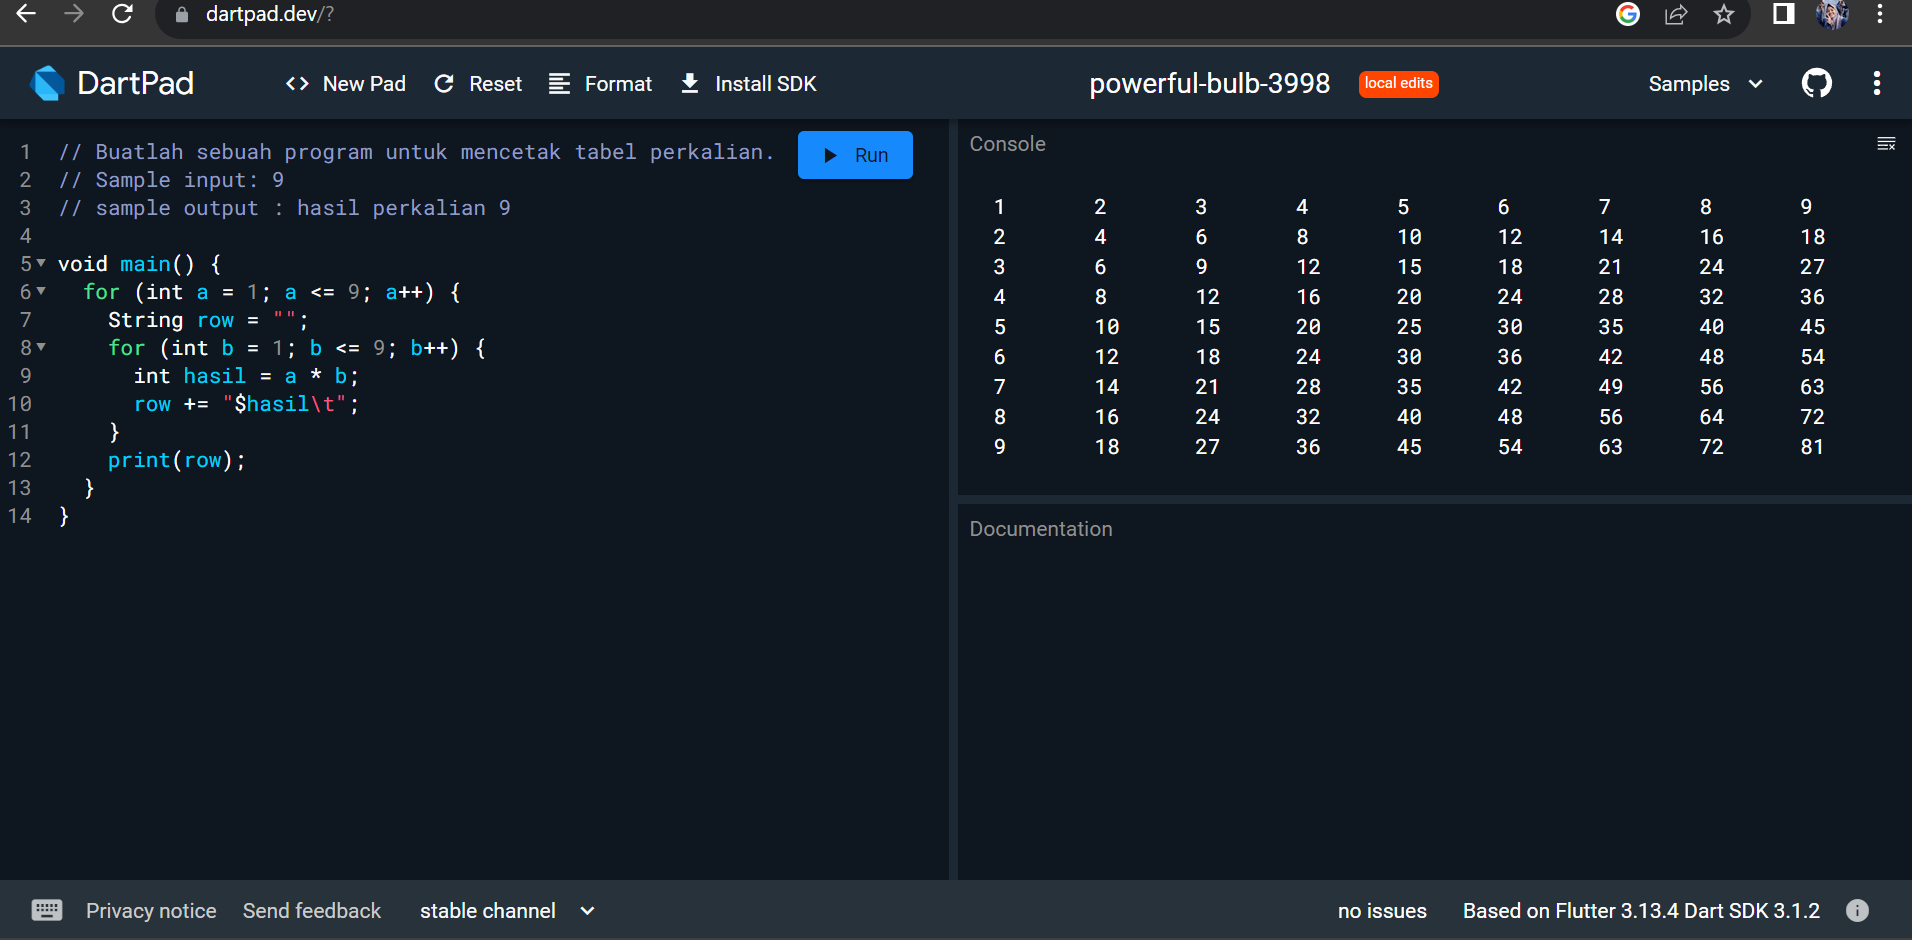 dartpad.dev/?
DartPad
New Pad Reset Format Install SDK
powerful-bulb-3998 local edits
Samples
1 // Buatlah sebuah program untuk mencetak tabel perkalian.
2 // Sample input: 9
3 // sample output : hasil perkalian 9
4
5 void main() {
6   for (int a = 1; a <= 9; a++) {
7     String row = "";
8     for (int b = 1; b <= 9; b++) {
9       int hasil = a * b;
10       row += "$hasil\t";
11     }
12     print(row);
13   }
14 }
Run
Console
1 2 3 4 5 6 7 8 9
2 4 6 8 10 12 14 16 18
3 6 9 12 15 18 21 24 27
4 8 12 16 20 24 28 32 36
5 10 15 20 25 30 35 40 45
6 12 18 24 30 36 42 48 54
7 14 21 28 35 42 49 56 63
8 16 24 32 40 48 56 64 72
9 18 27 36 45 54 63 72 81
Documentation
Privacy notice Send feedback stable channel
no issues Based on Flutter 3.13.4 Dart SDK 3.1.2